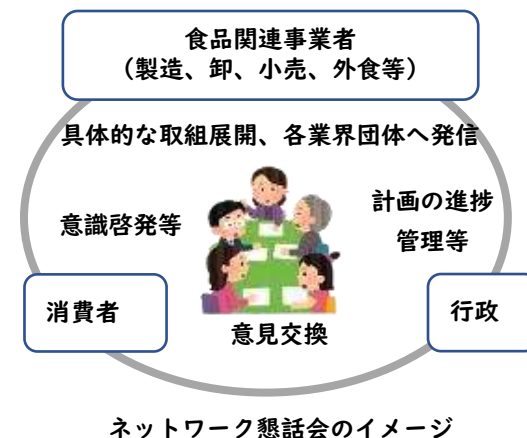 食品関連事業者
（製造、卸、小売、外食等）
具体的な取組展開、各業界団体へ発信
意識啓発等
計画の進捗
管理等
消費者
意見交換
行政
ネットワーク懇話会のイメージ